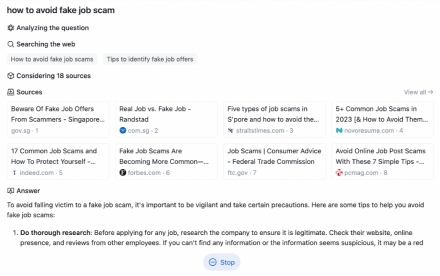 how to avoid fake job scam
Analyzing the question
Searching the web
How to avoid fake job scams
Tips to identify fake job offers
Considering 18 sources
Sources
View all →
Beware Of Fake Job Offers
From Scammers - Singapore...
gov.sg · 1
Real Job vs. Fake Job -
Randstad
com.sg · 2
Five types of job scams in
S'pore and how to avoid the...
straitstimes.com · 3
5+ Common Job Scams in
2023 [& How to Avoid Them...
novoresume.com · 4
17 Common Job Scams and
How To Protect Yourself -...
indeed.com · 5
Fake Job Scams Are
Becoming More Common—...
forbes.com · 6
Job Scams | Consumer Advice
- Federal Trade Commission
ftc.gov · 7
Avoid Online Job Post Scams
With These 7 Simple Tips -...
pcmag.com · 8
Answer
To avoid falling victim to a fake job scam, it's important to be vigilant and take certain precautions. Here are some tips to help you avoid
fake job scams:
1. Do thorough research: Before applying for any job, research the company to ensure it is legitimate. Check their website, online
presence, and reviews from other employees. If you can't find any information or the information seems suspicious, it may be a red
Stop